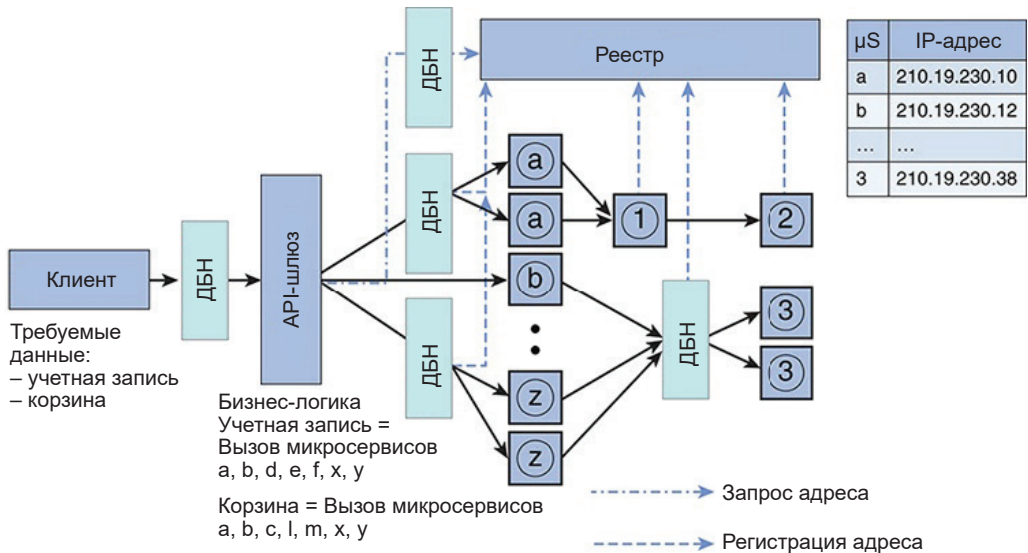 ДБН
Реестр
µS IP-адрес
a 210.19.230.10
b 210.19.230.12
... ...
3 210.19.230.38
ДБН
a
a
1
2
Клиент
ДБН
API-шлюз
b
ДБН
ДБН
3
3
z
z
Требуемые
данные:
– учетная запись
– корзина
Бизнес-логика
Учетная запись =
Вызов микросервисов
a, b, d, e, f, x, y
Корзина = Вызов микросервисов
a, b, c, l, m, x, y
Запрос адреса
Регистрация адреса